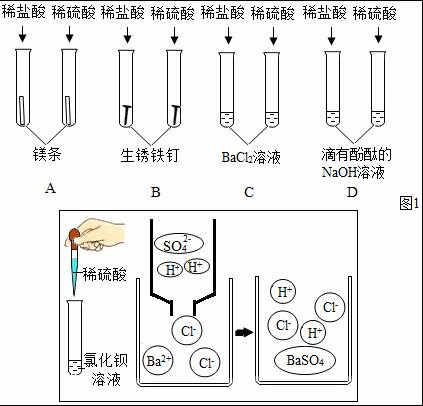 稀盐酸 稀硫酸 稀盐酸 稀硫酸 稀盐酸 稀硫酸 稀盐酸 稀硫酸
镁条 生锈铁钉 BaCl₂溶液 滴有酚酞的
NaOH溶液
A B C D
图1
稀硫酸
氯化钡
溶液
SO₄²⁻
H⁺ H⁺
Cl⁻
Ba²⁺ Cl⁻
H⁺ Cl⁻
Cl⁻ H⁺
BaSO₄